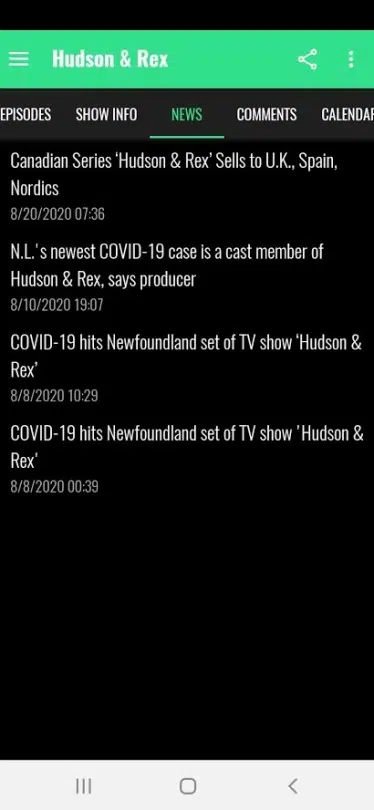 Hudson & Rex
EPISODES SHOW INFO NEWS COMMENTS CALENDAR
Canadian Series ‘Hudson & Rex’ Sells to U.K., Spain,
Nordics
8/20/2020 07:36
N.L.'s newest COVID-19 case is a cast member of
Hudson & Rex, says producer
8/10/2020 19:07
COVID-19 hits Newfoundland set of TV show ‘Hudson &
Rex’
8/8/2020 10:29
COVID-19 hits Newfoundland set of TV show 'Hudson &
Rex'
8/8/2020 00:39